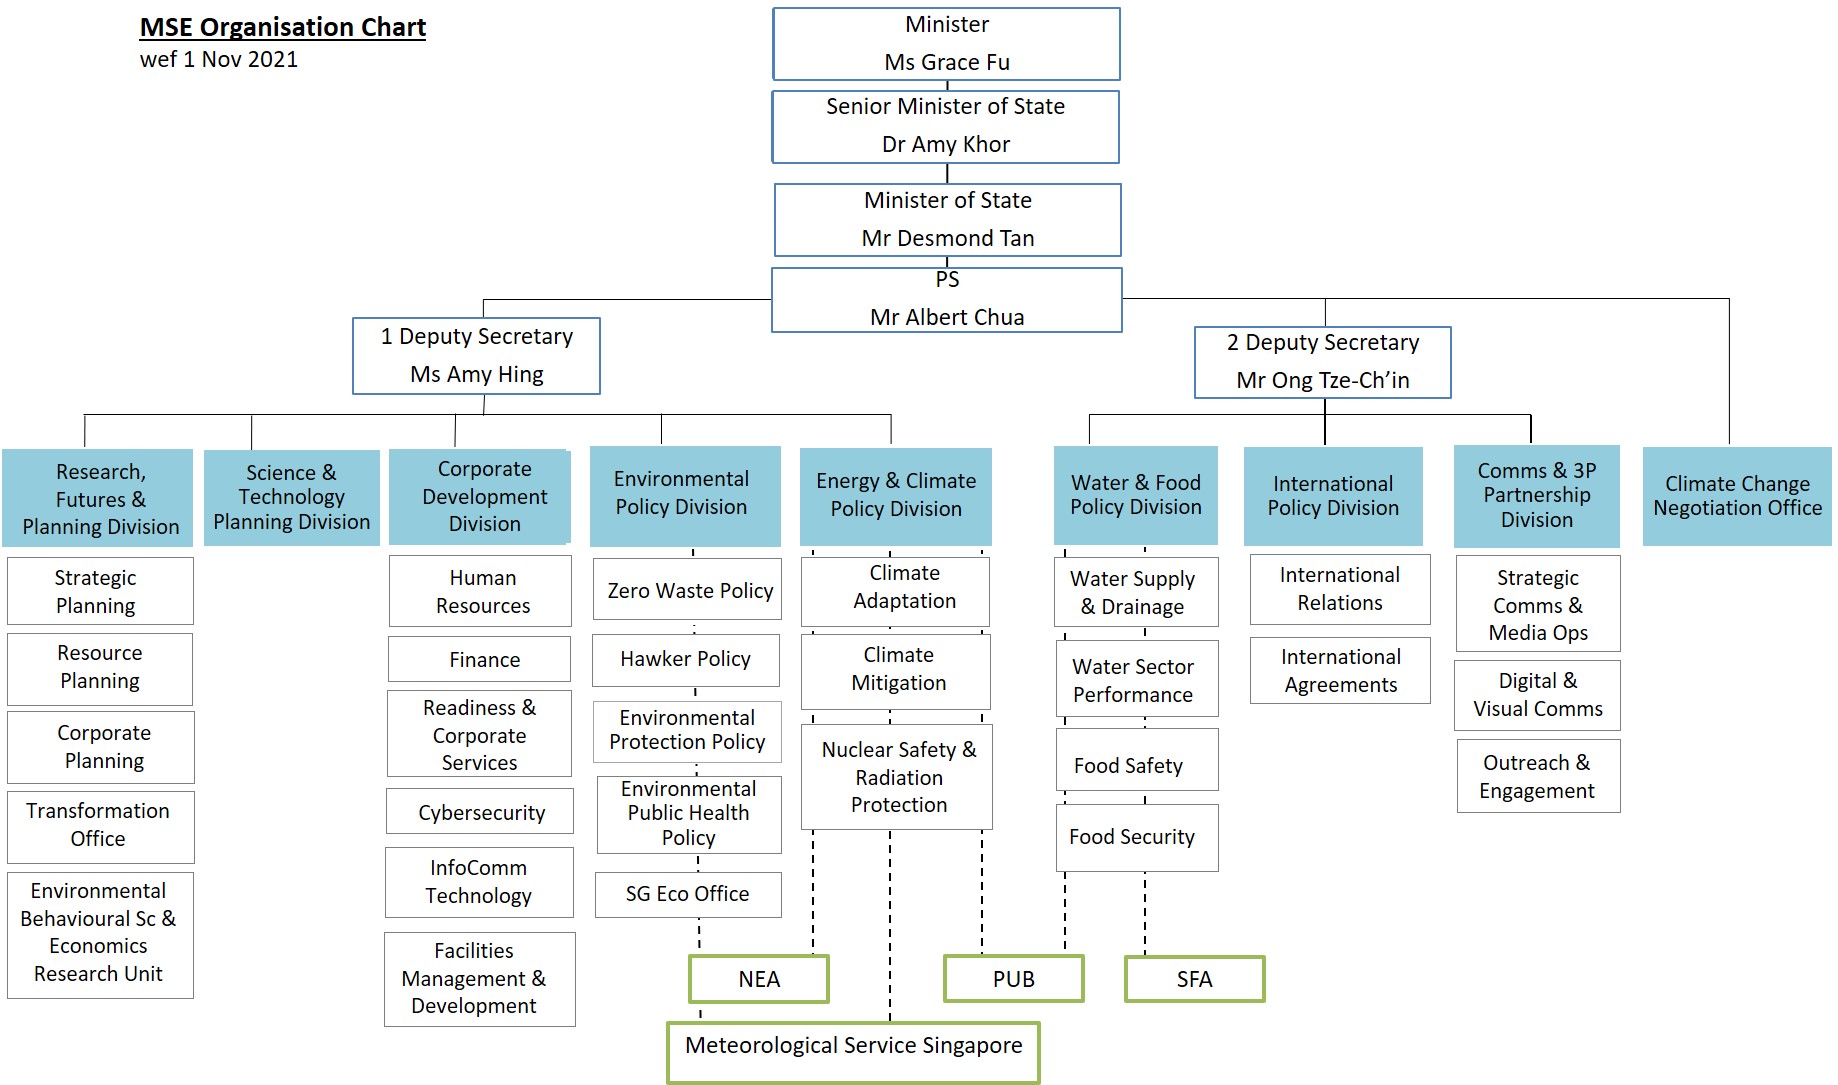 MSE Organisation Chart
wef 1 Nov 2021
Minister
Ms Grace Fu
Senior Minister of State
Dr Amy Khor
Minister of State
Mr Desmond Tan
PS
Mr Albert Chua
1 Deputy Secretary
Ms Amy Hing
2 Deputy Secretary
Mr Ong Tze-Ch’in
Research,
Futures &
Planning Division
Science &
Technology
Planning Division
Corporate
Development
Division
Environmental
Policy Division
Energy & Climate
Policy Division
Water & Food
Policy Division
International
Policy Division
Comms & 3P
Partnership
Division
Climate Change
Negotiation Office
Strategic
Planning
Resource
Planning
Corporate
Planning
Transformation
Office
Environmental
Behavioural Sc &
Economics
Research Unit
Human
Resources
Finance
Readiness &
Corporate
Services
Cybersecurity
InfoComm
Technology
Facilities
Management &
Development
Zero Waste Policy
Hawker Policy
Environmental
Protection Policy
Environmental
Public Health
Policy
SG Eco Office
Climate
Adaptation
Climate
Mitigation
Nuclear Safety &
Radiation
Protection
Water Supply
& Drainage
Water Sector
Performance
Food Safety
Food Security
International
Relations
International
Agreements
Strategic
Comms &
Media Ops
Digital &
Visual Comms
Outreach &
Engagement
NEA
PUB
SFA
Meteorological Service Singapore